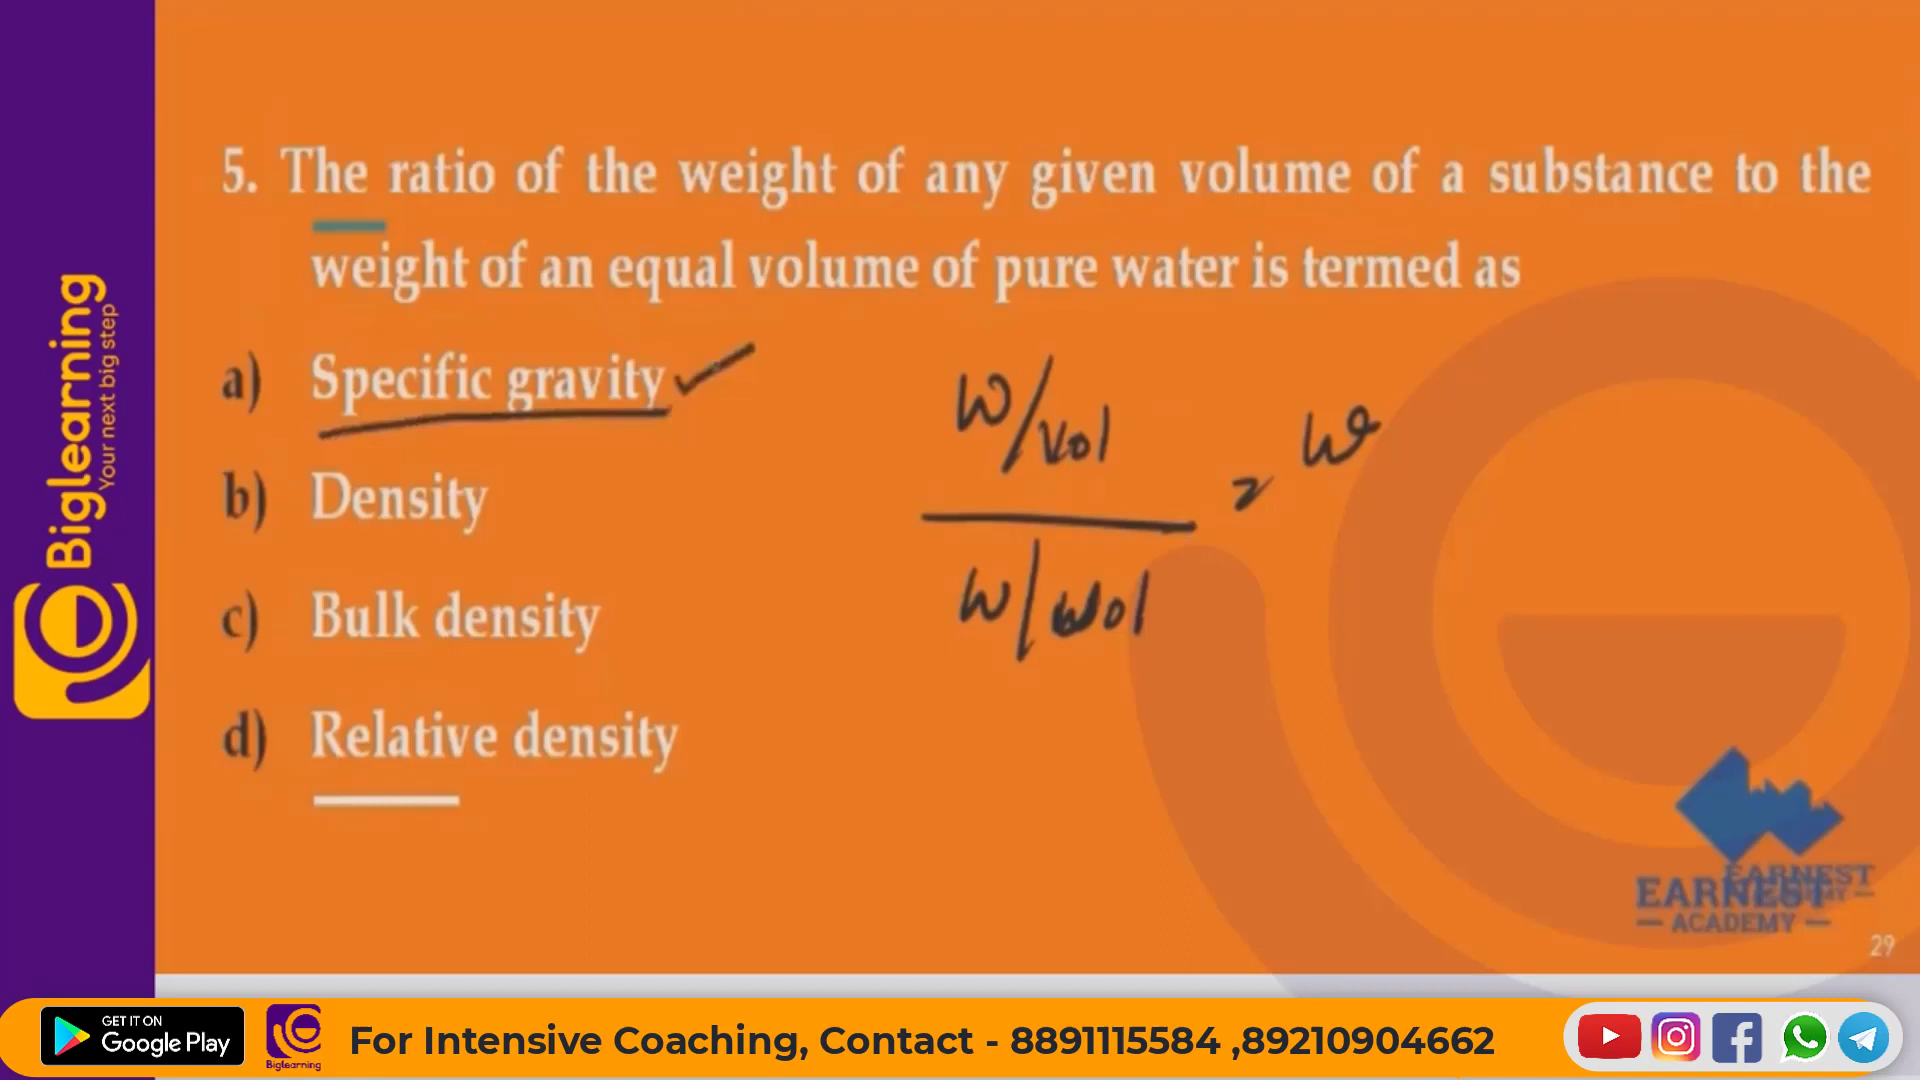 5. The ratio of the weight of any given volume of a substance to the
weight of an equal volume of pure water is termed as
a) Specific gravity
b) Density
c) Bulk density
d) Relative density
W/Vol
W/Vol
Biglearning
Your next big step
EARNEST
EARNEST
ACADEMY
29
GET IT ON
Google Play
Biglearning
For Intensive Coaching, Contact - 8891115584 ,89210904662